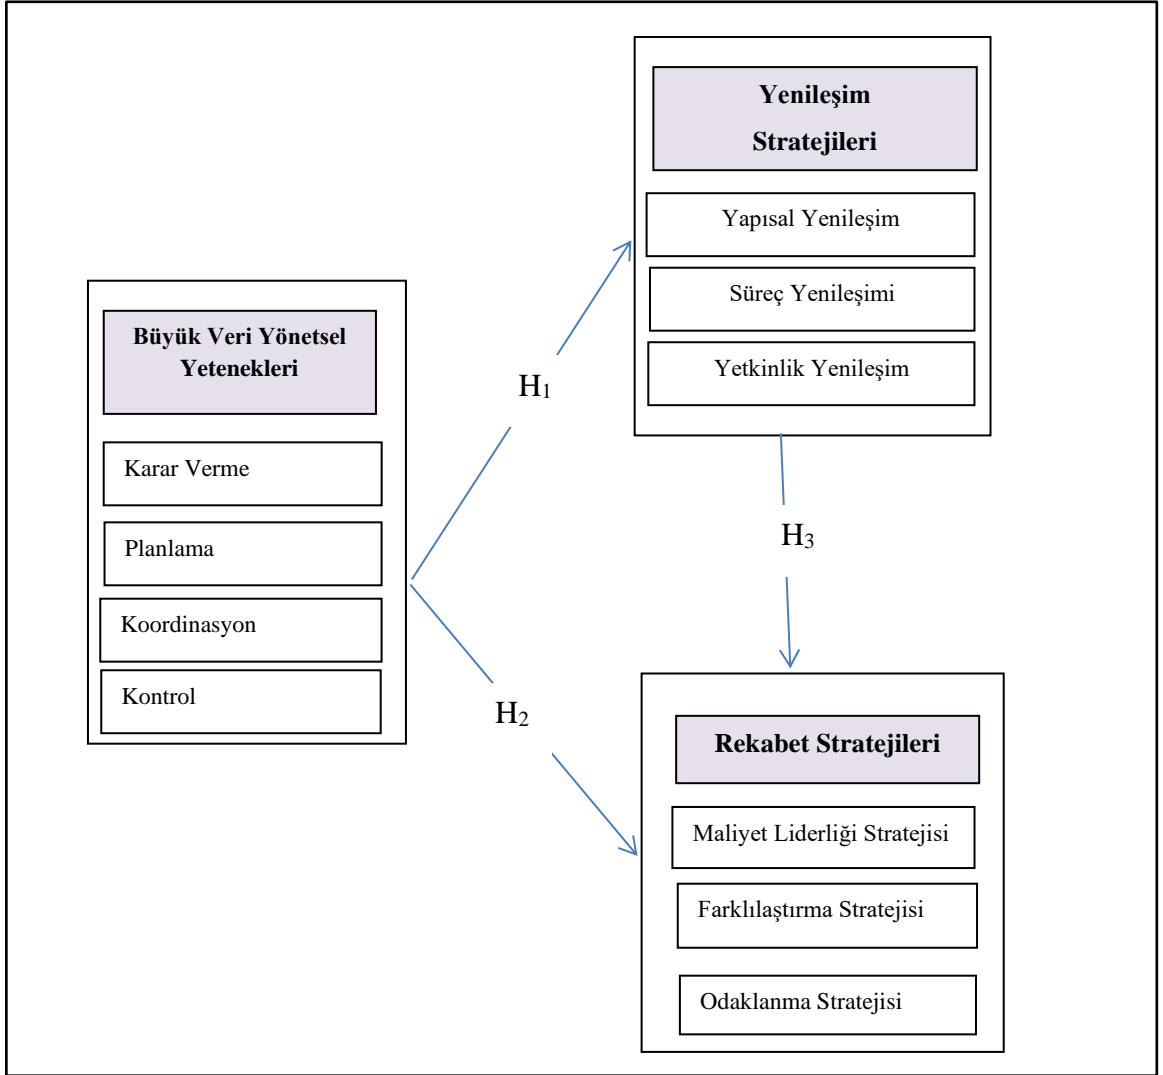 Yenileşim
Stratejileri
Yapısal Yenileşim
Süreç Yenileşimi
Yetkinlik Yenileşim
Büyük Veri Yönetsel
Yetenekleri
Karar Verme
Planlama
Koordinasyon
Kontrol
H1
H2
H3
Rekabet Stratejileri
Maliyet Liderliği Stratejisi
Farklılaştırma Stratejisi
Odaklanma Stratejisi